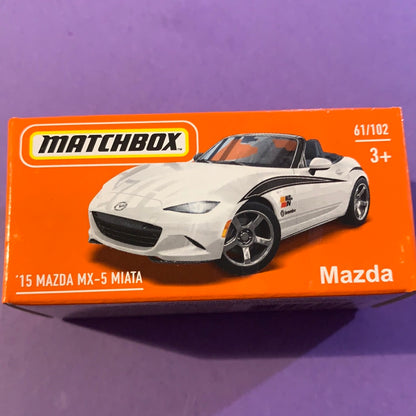 MATCHBOX
61/102
3+
'15 MAZDA MX-5 MIATA
Mazda